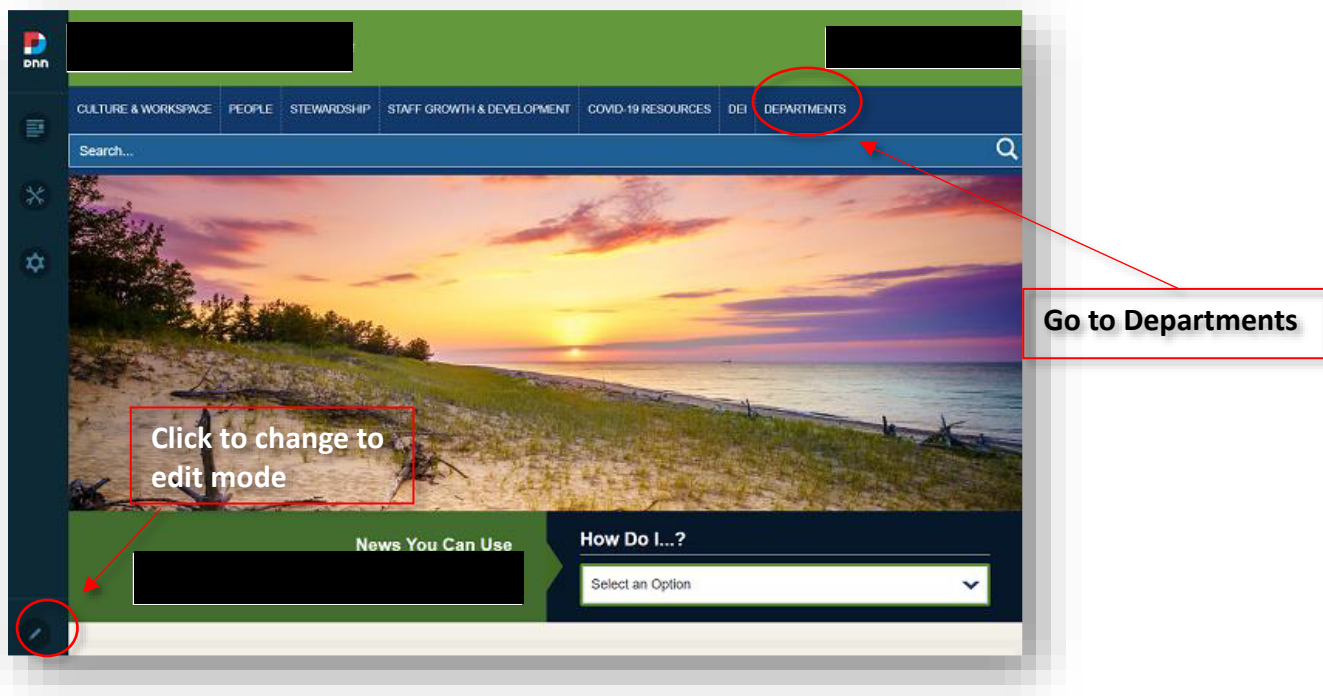 DNN
CULTURE & WORKSPACE PEOPLE STEWARDSHIP STAFF GROWTH & DEVELOPMENT COVID-19 RESOURCES DEI DEPARTMENTS
Search...
Go to Departments
Click to change to
edit mode
News You Can Use
How Do I...?
Select an Option